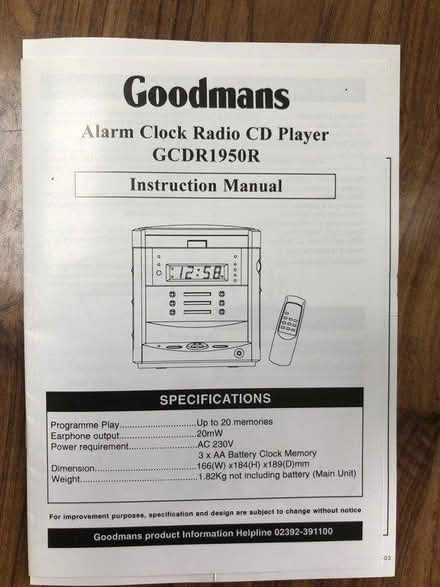 Goodmans
Alarm Clock Radio CD Player
GCDR1950R
Instruction Manual
12:58
SPECIFICATIONS
Programme Play..........................Up to 20 memories
Earphone output..........................20mW
Power requirement.......................AC 230V
3 x AA Battery Clock Memory
Dimension...................................166(W) x184(H) x189(D)mm
Weight.........................................1.82Kg not including battery (Main Unit)
For improvement purposes, specification and design are subject to change without notice
Goodmans product Information Helpline 02392-391100
03